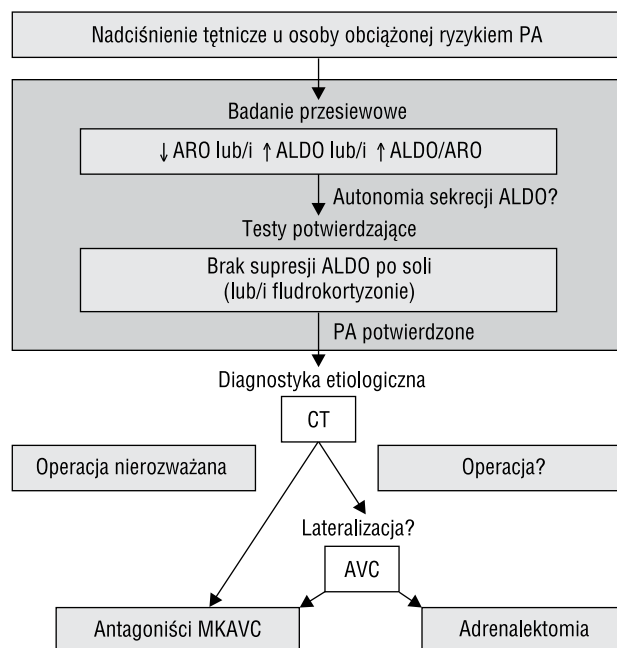 Nadciśnienie tętnicze u osoby obciążonej ryzykiem PA
Badanie przesiewowe
↓ ARO lub/i ↑ ALDO lub/i ↑ ALDO/ARO
Autonomia sekrecji ALDO?
Testy potwierdzające
Brak supresji ALDO po soli
(lub/i fludrokortyzonie)
PA potwierdzone
Diagnostyka etiologiczna
CT
Operacja nierozważana
Operacja?
Lateralizacja?
AVC
Antagoniści MKAVC
Adrenalektomia